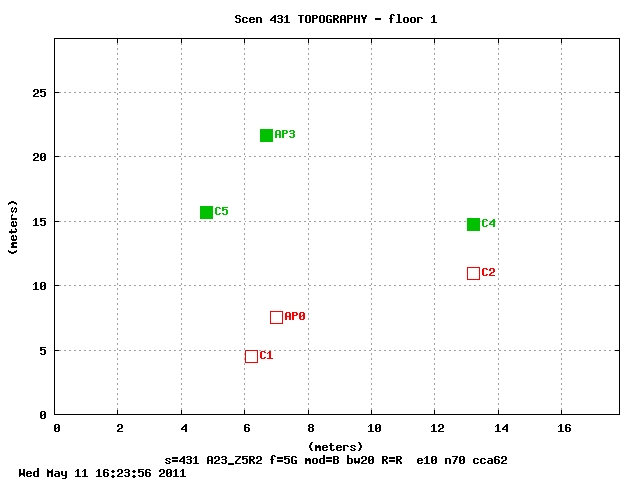 Scen 431 TOPOGRAPHY - floor 1
25
AP3
20
C5
15
C4
C2
10
AP0
5
C1
0
0 2 4 6 8 10 12 14 16
(meters)
(meters)
s=431 A23_Z5R2 f=5G mod=B bw20 R=R  e10 n70 cca62
Wed May 11 16:23:56 2011